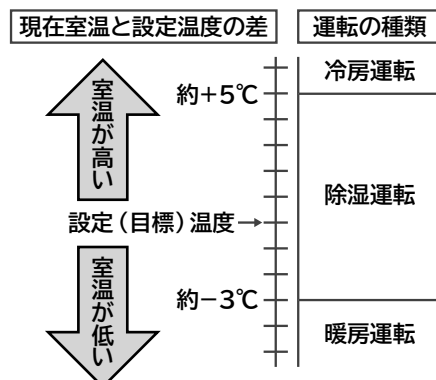 現在室温と設定温度の差
運転の種類
冷房運転
約+5℃
室温が高い
除湿運転
設定(目標)温度→
室温が低い
約−3℃
暖房運転